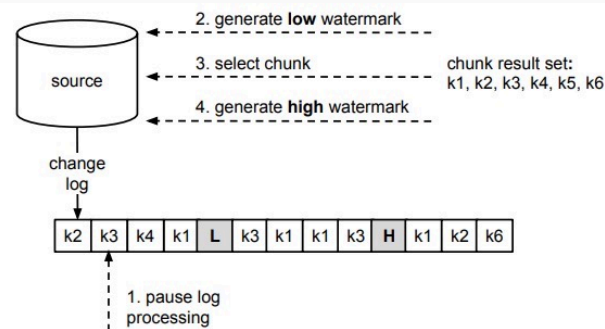 2. generate low watermark
3. select chunk
4. generate high watermark
source
chunk result set:
k1, k2, k3, k4, k5, k6
change
log
k2 k3 k4 k1 L k3 k1 k1 k3 H k1 k2 k6
1. pause log
processing